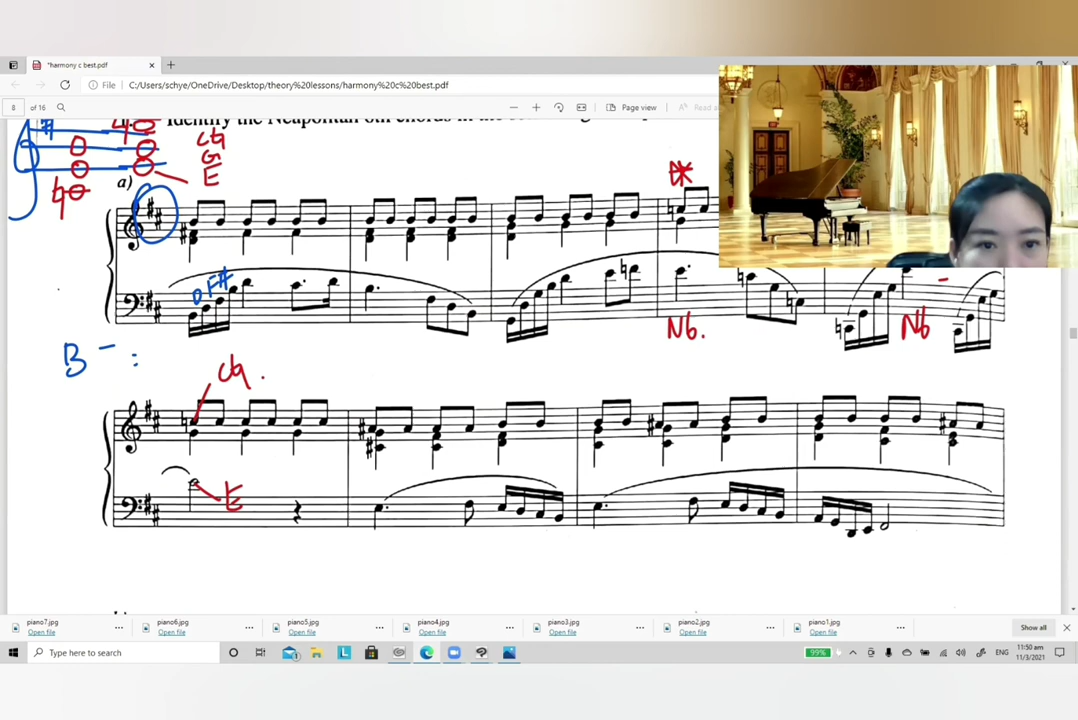 *harmony c best.pdf
File C:/Users/schye/OneDrive/Desktop/theory%20lessons/harmony%20c%20best.pdf
8 of 16
Page view
Read
Identify the Neapolitan 6th chords in the
C♮
G
E
a)
D F#
N6.
N6
B - :
C♮.
E
piano7.jpg
Open file
piano6.jpg
Open file
piano5.jpg
Open file
piano4.jpg
Open file
piano3.jpg
Open file
piano2.jpg
Open file
piano1.jpg
Open file
Show all
Type here to search
99%
ENG
11:50 am
11/3/2021